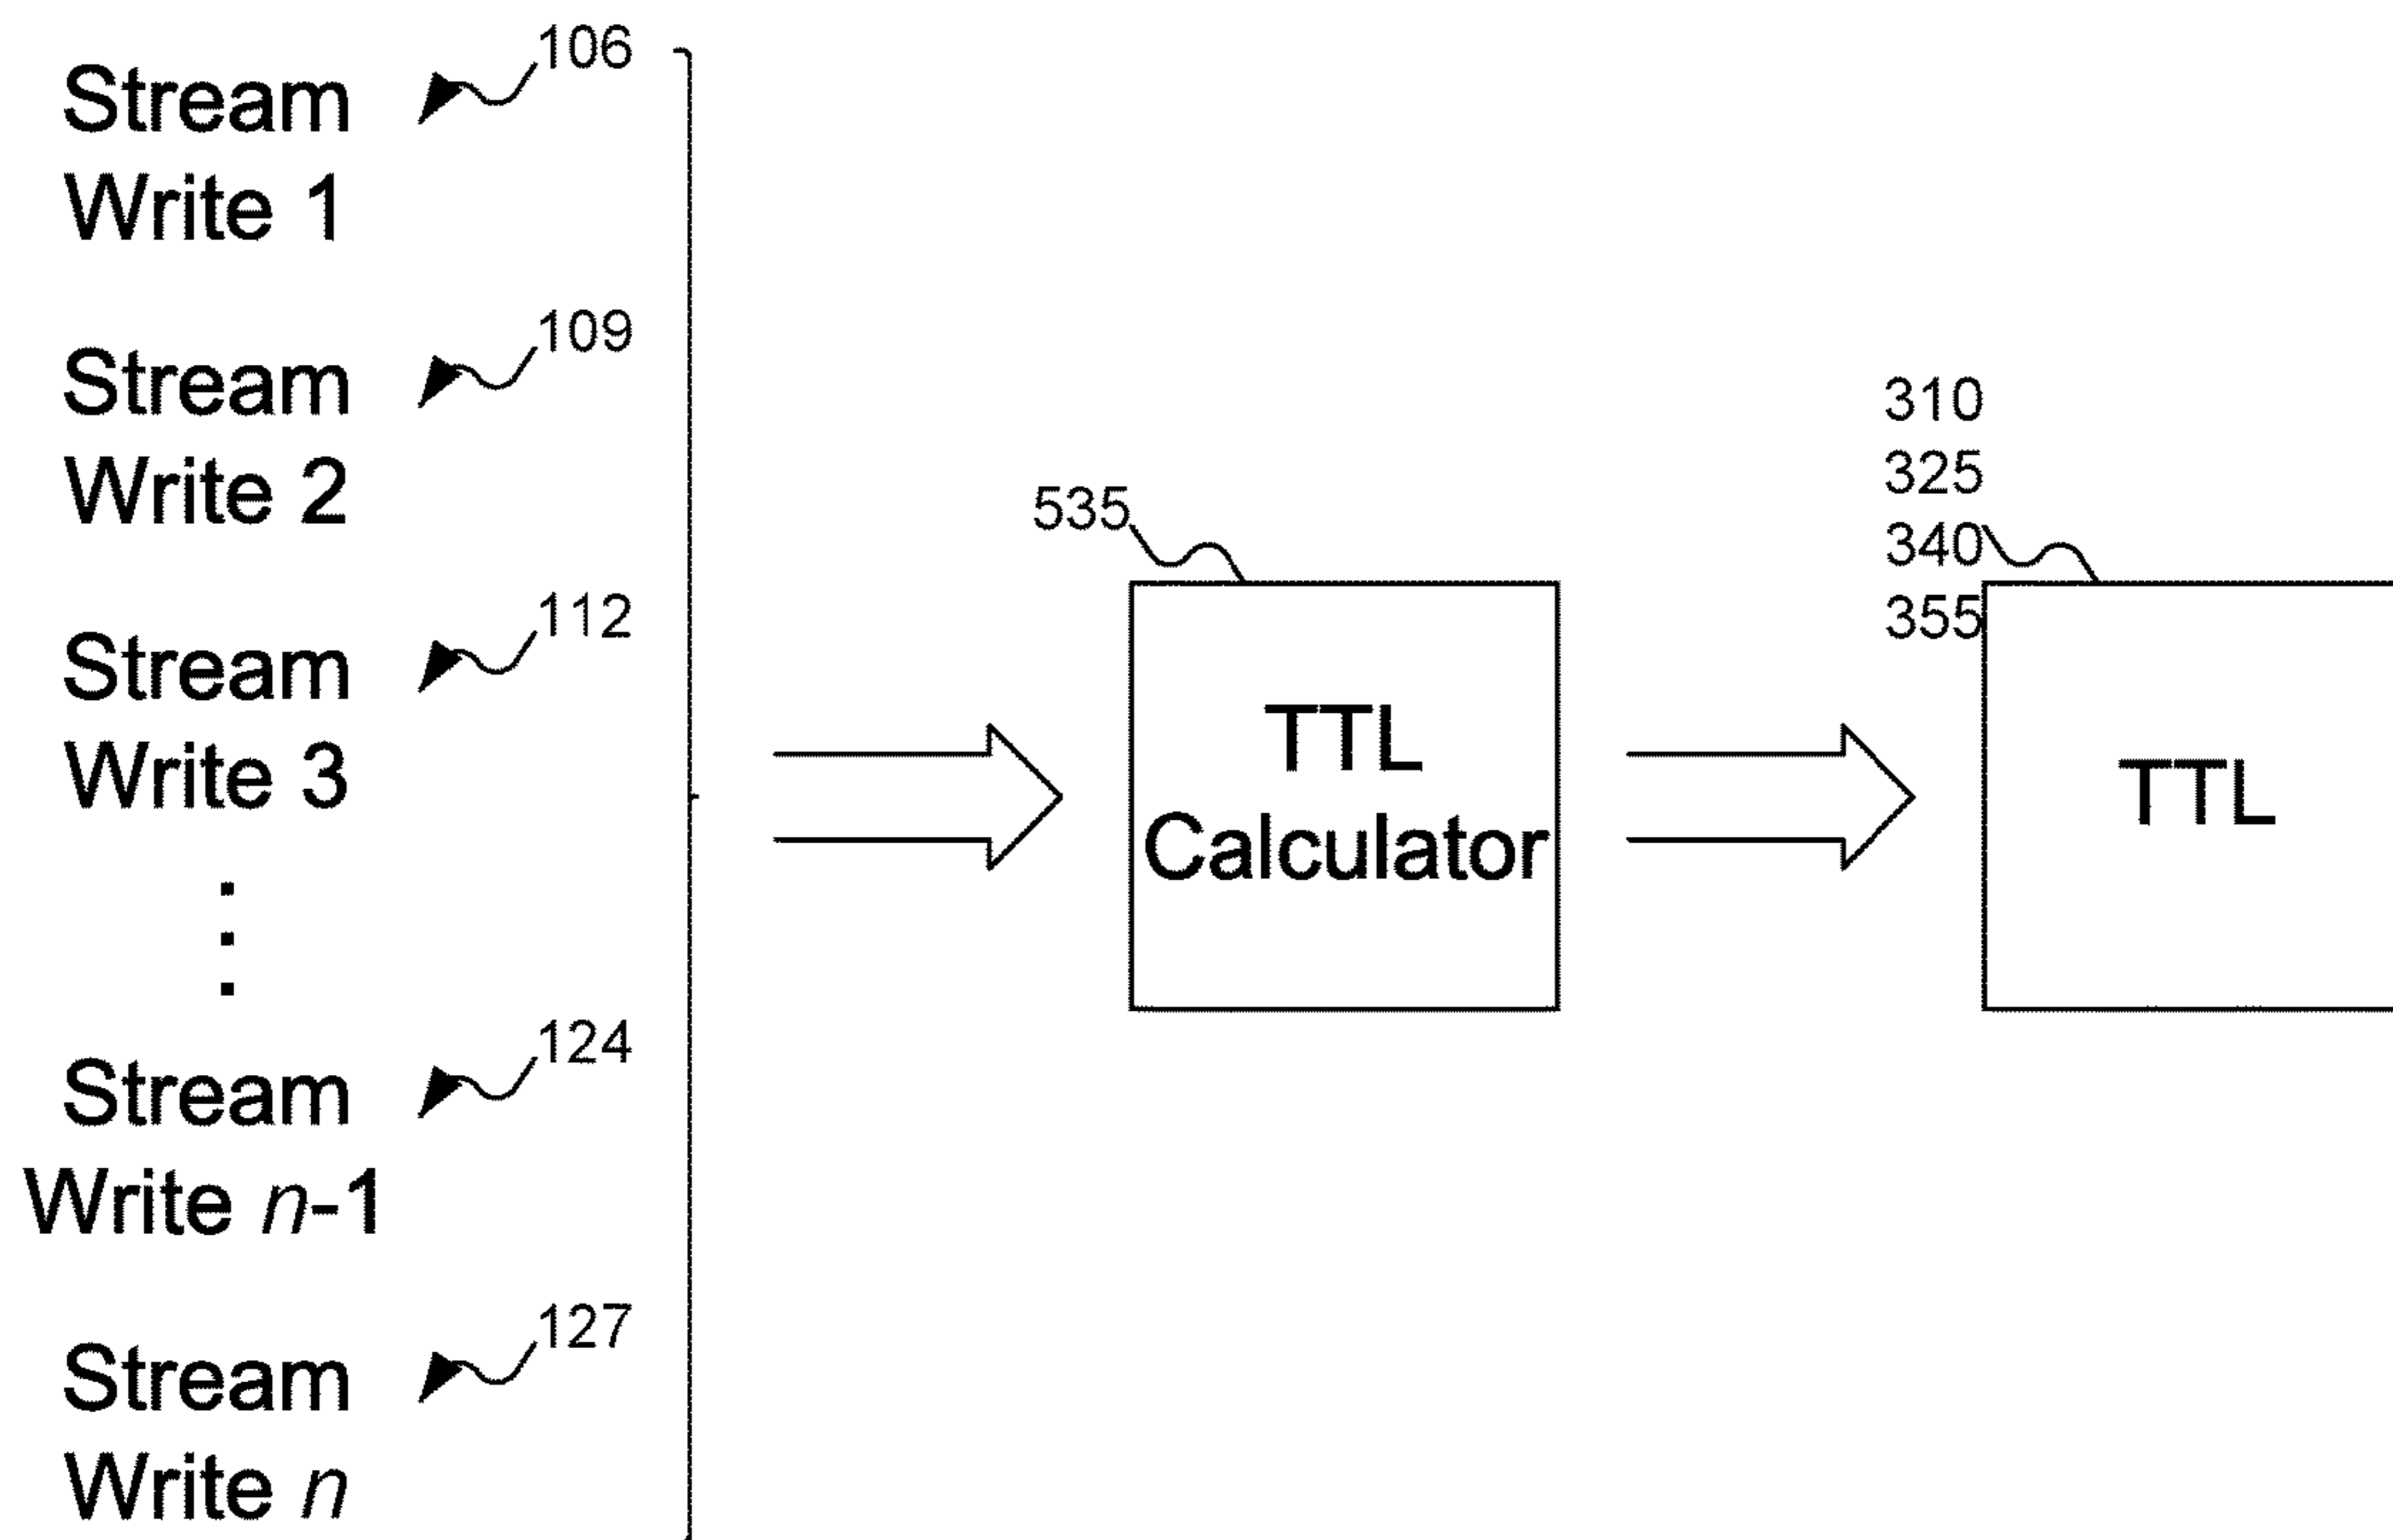 106
Stream
Write 1
109
Stream
Write 2
112
Stream
Write 3
124
Stream
Write n-1
127
Stream
Write n
535
TTL
Calculator
310
325
340
355
TTL